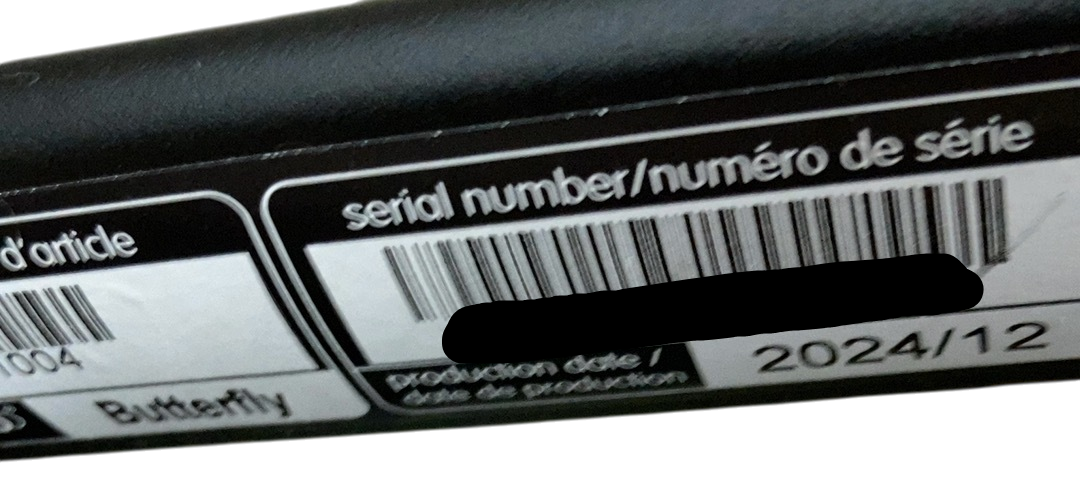 d'article
1004
Butterfly
serial number/numéro de série
production date /
date de production
2024/12